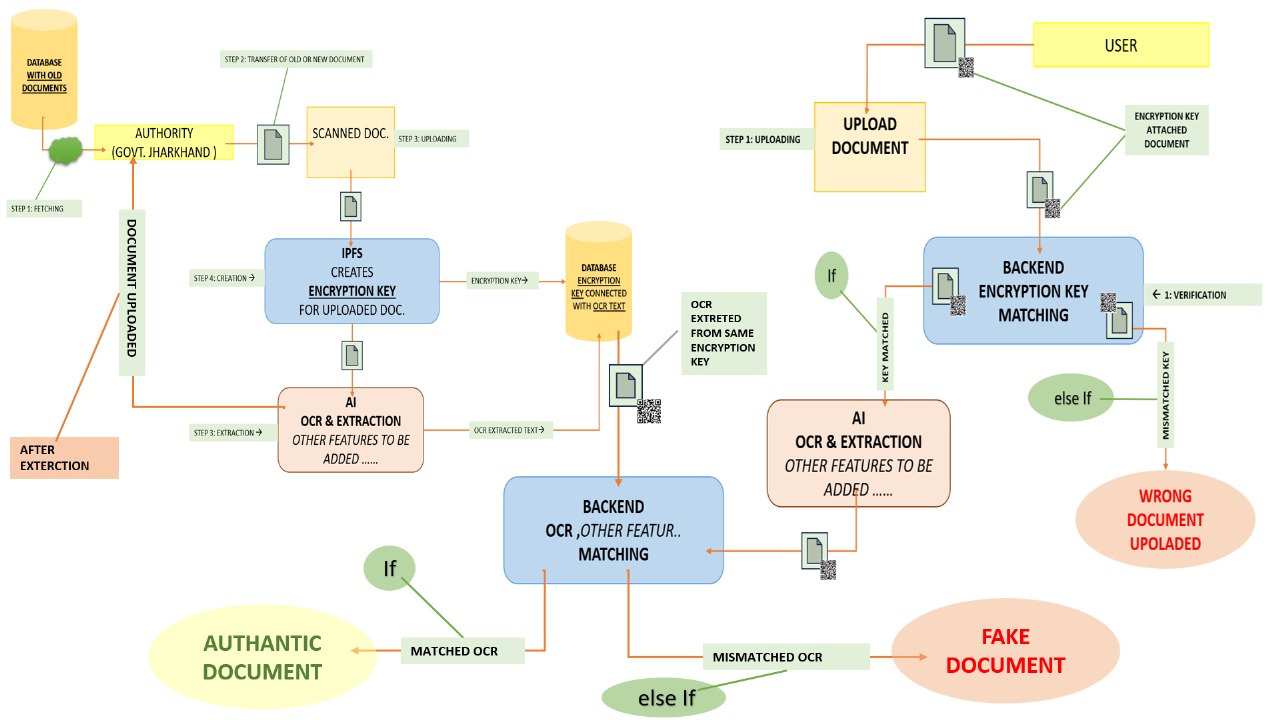 DATABASE
WITH OLD
DOCUMENTS
STEP 2: TRANSFER OF OLD OR NEW DOCUMENT
AUTHORITY
(GOVT. JHARKHAND )
SCANNED DOC.
STEP 3: UPLOADING
STEP 1: FETCHING
DOCUMENT UPLOADED
IPFS
CREATES
ENCRYPTION KEY
FOR UPLOADED DOC.
STEP 4: CREATION →
ENCRYPTION KEY→
DATABASE
ENCRYPTION
KEY CONNECTED
WITH OCR TEXT
OCR
EXTRETED
FROM SAME
ENCRYPTION
KEY
AI
OCR & EXTRACTION
OTHER FEATURES TO BE
ADDED ......
STEP 3: EXTRACTION →
OCR EXTRACTED TEXT→
AFTER
EXTERCTION
USER
UPLOAD
DOCUMENT
STEP 1: UPLOADING
ENCRYPTION KEY
ATTACHED
DOCUMENT
BACKEND
ENCRYPTION KEY
MATCHING
← 1: VERIFICATION
If
KEY MATCHED
else If
MISMATCHED KEY
AI
OCR & EXTRACTION
OTHER FEATURES TO BE
ADDED ......
WRONG
DOCUMENT
UPOLADED
BACKEND
OCR ,OTHER FEATUR..
MATCHING
If
MATCHED OCR
AUTHANTIC
DOCUMENT
MISMATCHED OCR
else If
FAKE
DOCUMENT